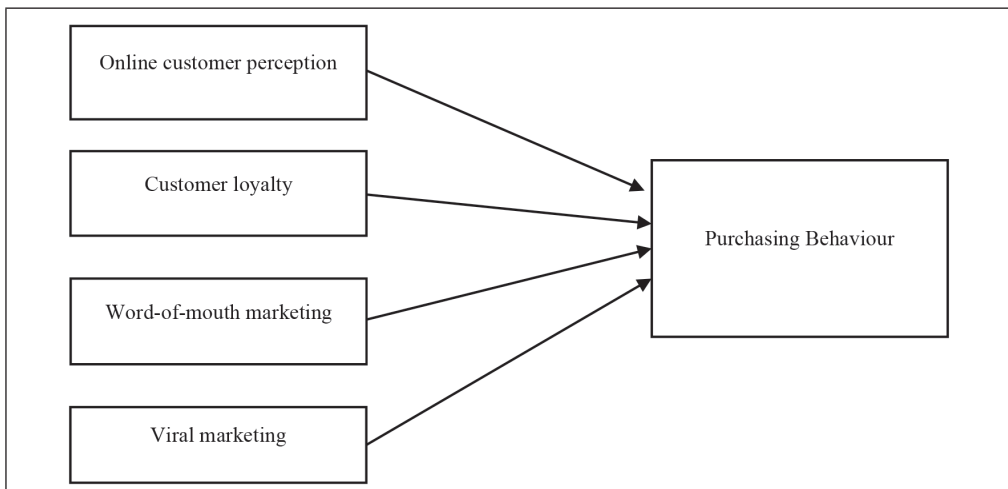 Online customer perception
Customer loyalty
Word-of-mouth marketing
Viral marketing
Purchasing Behaviour